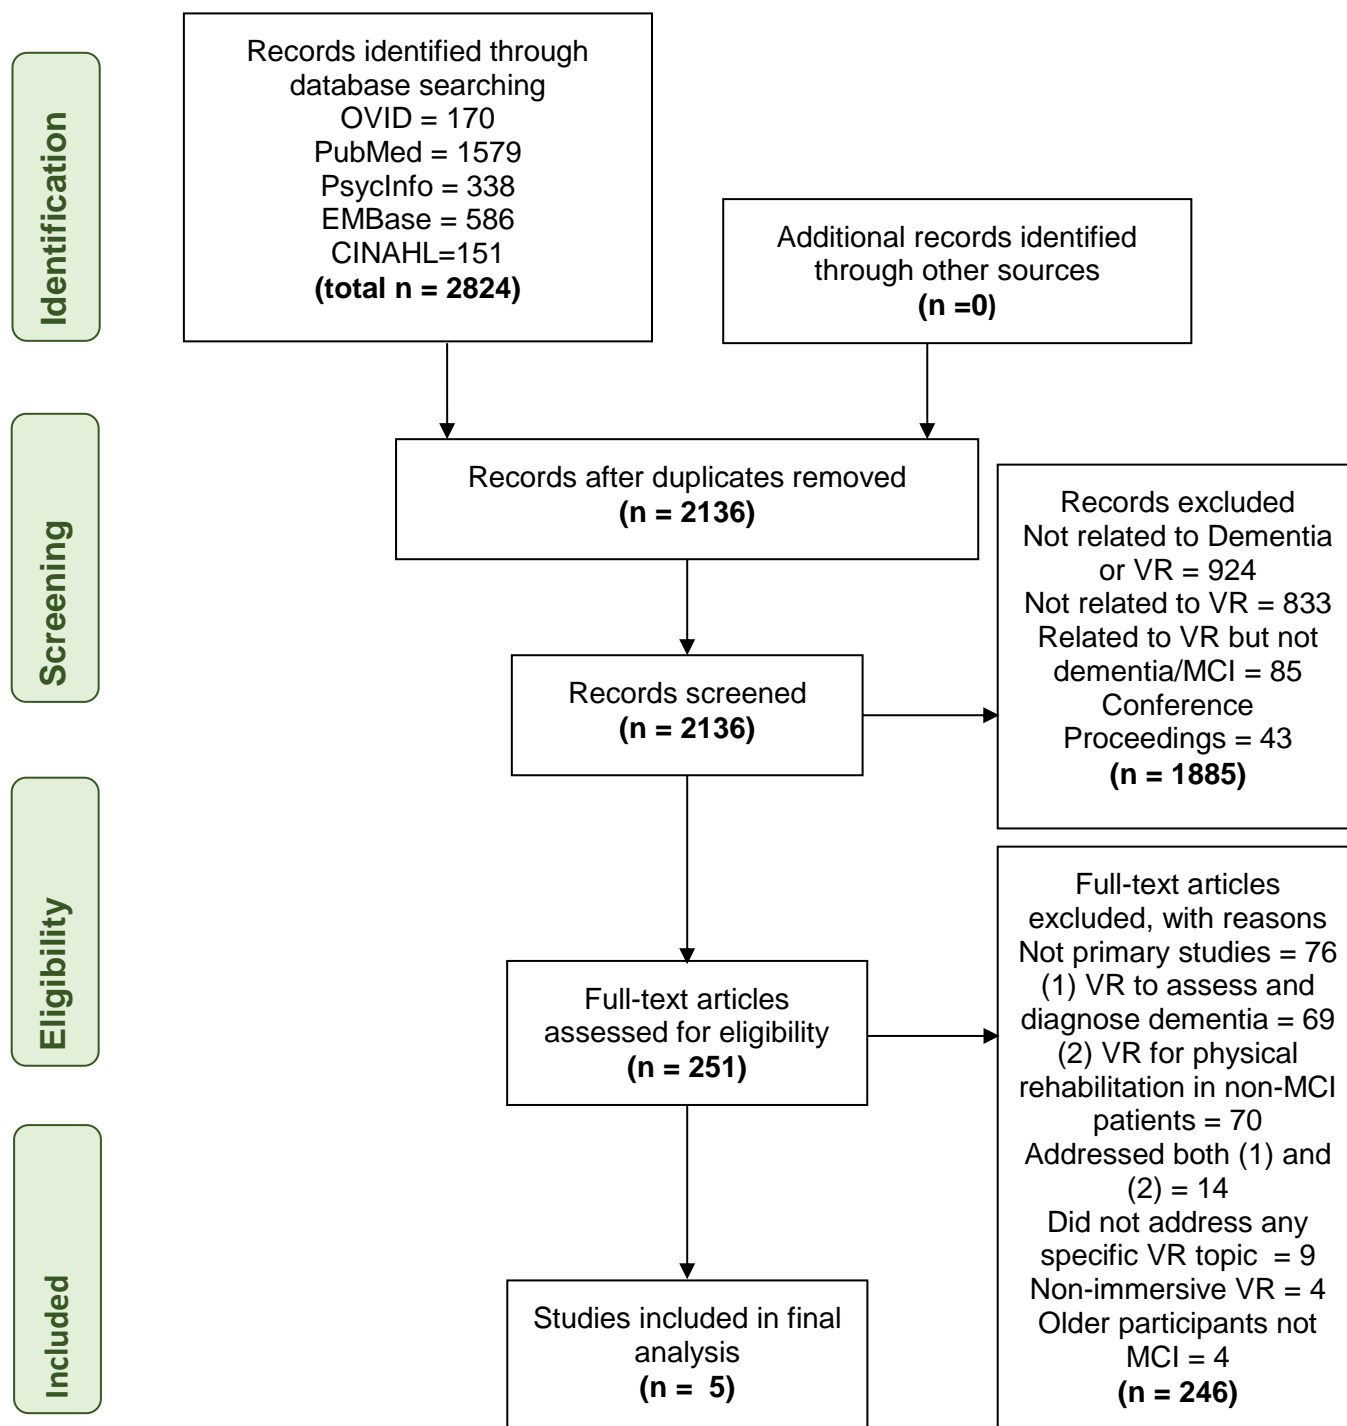 Identification
Records identified through
database searching
OVID = 170
PubMed = 1579
PsycInfo = 338
EMBase = 586
CINAHL=151
(total n = 2824)
Additional records identified
through other sources
(n =0)
Screening
Records after duplicates removed
(n = 2136)
Records screened
(n = 2136)
Records excluded
Not related to Dementia
or VR = 924
Not related to VR = 833
Related to VR but not
dementia/MCI = 85
Conference
Proceedings = 43
(n = 1885)
Eligibility
Full-text articles
assessed for eligibility
(n = 251)
Full-text articles
excluded, with reasons
Not primary studies = 76
(1) VR to assess and
diagnose dementia = 69
(2) VR for physical
rehabilitation in non-MCI
patients = 70
Addressed both (1) and
(2) = 14
Did not address any
specific VR topic  = 9
Non-immersive VR = 4
Older participants not
MCI = 4
(n = 246)
Included
Studies included in final
analysis
(n =  5)